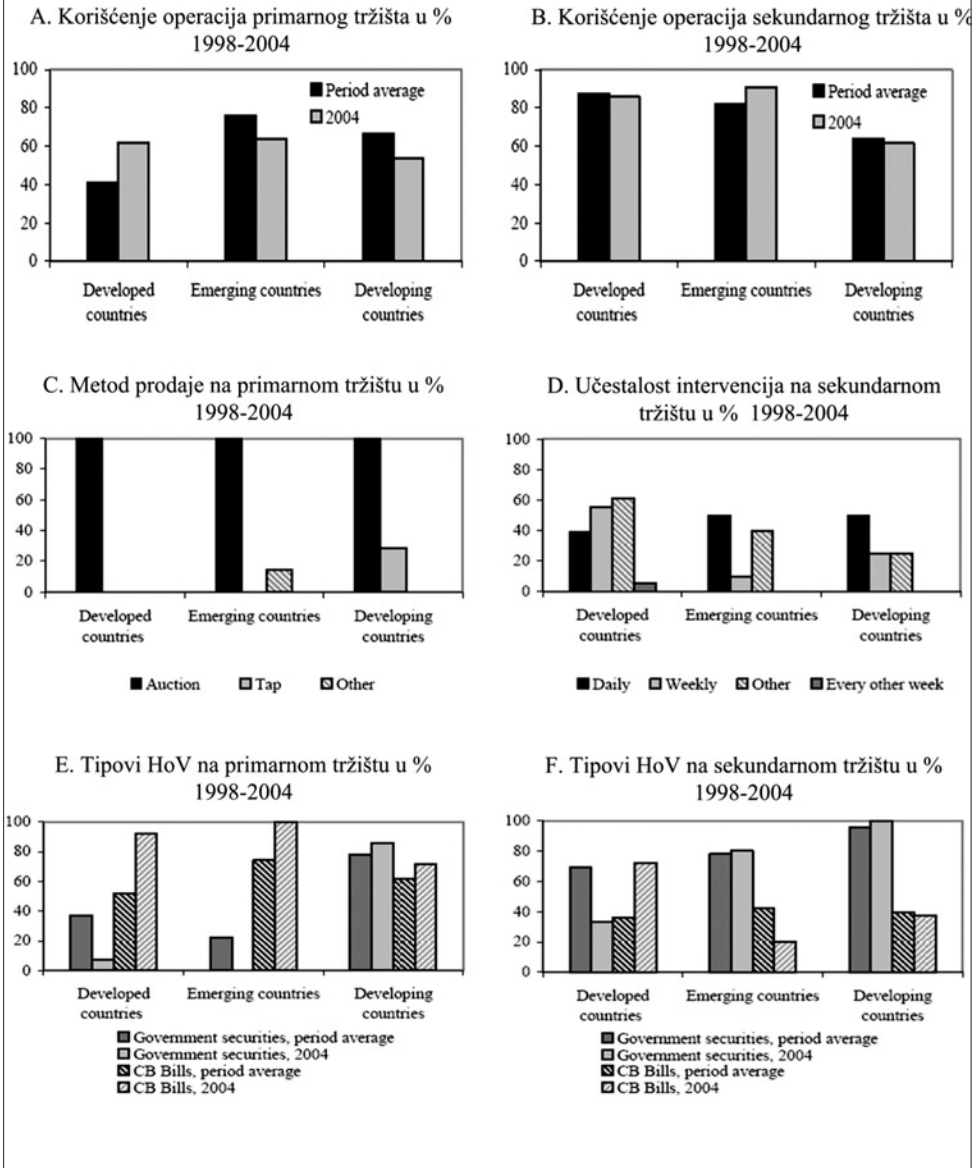 A. Korišćenje operacija primarnog tržišta u %
1998-2004
100
80
60
40
20
0
Period average
2004
Developed
countries
Emerging countries
Developing
countries
B. Korišćenje operacija sekundarnog tržišta u %
1998-2004
100
80
60
40
20
0
Period average
2004
Developed
countries
Emerging countries
Developing
countries
C. Metod prodaje na primarnom tržištu u %
1998-2004
100
80
60
40
20
0
Developed
countries
Emerging countries
Developing
countries
Auction Tap Other
D. Učestalost intervencija na sekundarnom
tržištu u % 1998-2004
100
80
60
40
20
0
Developed
countries
Emerging countries
Developing
countries
Daily Weekly Other Every other week
E. Tipovi HoV na primarnom tržištu u %
1998-2004
100
80
60
40
20
0
Developed
countries
Emerging countries
Developing
countries
Government securities, period average
Government securities, 2004
CB Bills, period average
CB Bills, 2004
F. Tipovi HoV na sekundarnom tržištu u %
1998-2004
100
80
60
40
20
0
Developed
countries
Emerging countries
Developing
countries
Government securities, period average
Government securities, 2004
CB Bills, period average
CB Bills, 2004